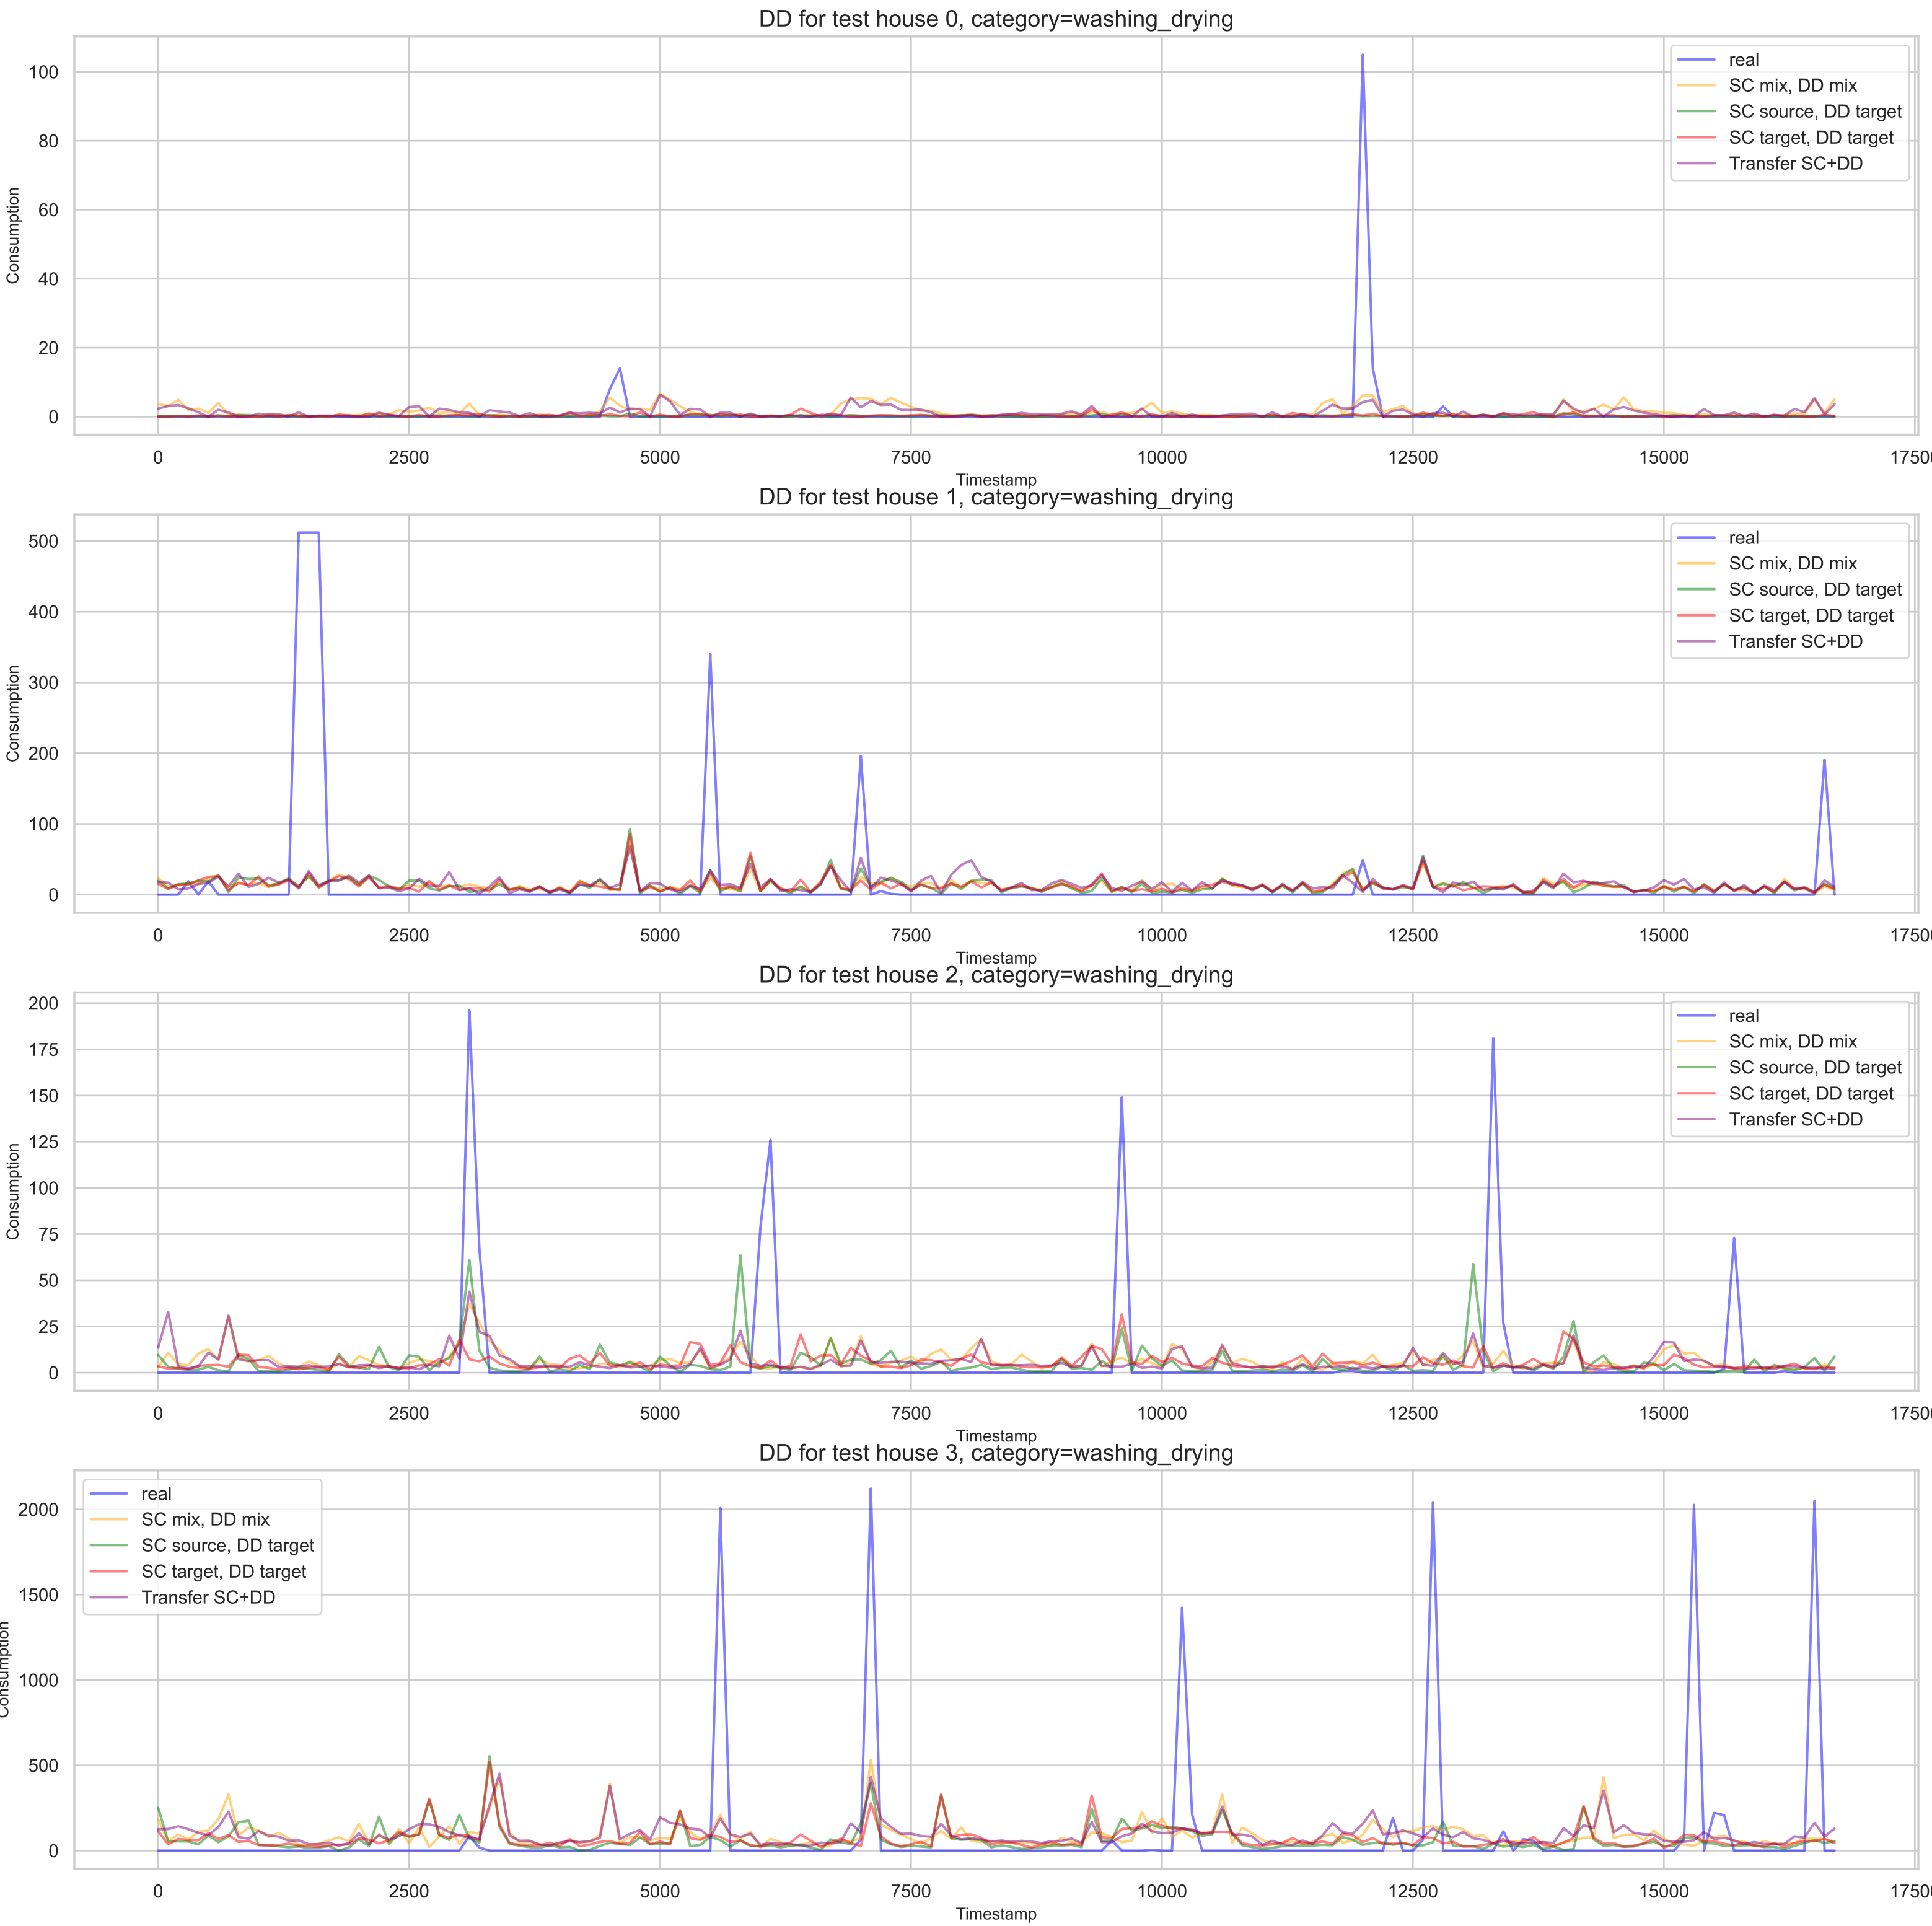 DD for test house 0, category=washing_drying
100
80
60
40
20
0
Consumption
real
SC mix, DD mix
SC source, DD target
SC target, DD target
Transfer SC+DD
0 2500 5000 7500 10000 12500 15000 1750
Timestamp
DD for test house 1, category=washing_drying
500
400
300
200
100
0
Consumption
real
SC mix, DD mix
SC source, DD target
SC target, DD target
Transfer SC+DD
0 2500 5000 7500 10000 12500 15000 1750
Timestamp
DD for test house 2, category=washing_drying
200
175
150
125
100
75
50
25
0
Consumption
real
SC mix, DD mix
SC source, DD target
SC target, DD target
Transfer SC+DD
0 2500 5000 7500 10000 12500 15000 1750
Timestamp
DD for test house 3, category=washing_drying
2000
1500
1000
500
0
Consumption
real
SC mix, DD mix
SC source, DD target
SC target, DD target
Transfer SC+DD
0 2500 5000 7500 10000 12500 15000 1750
Timestamp